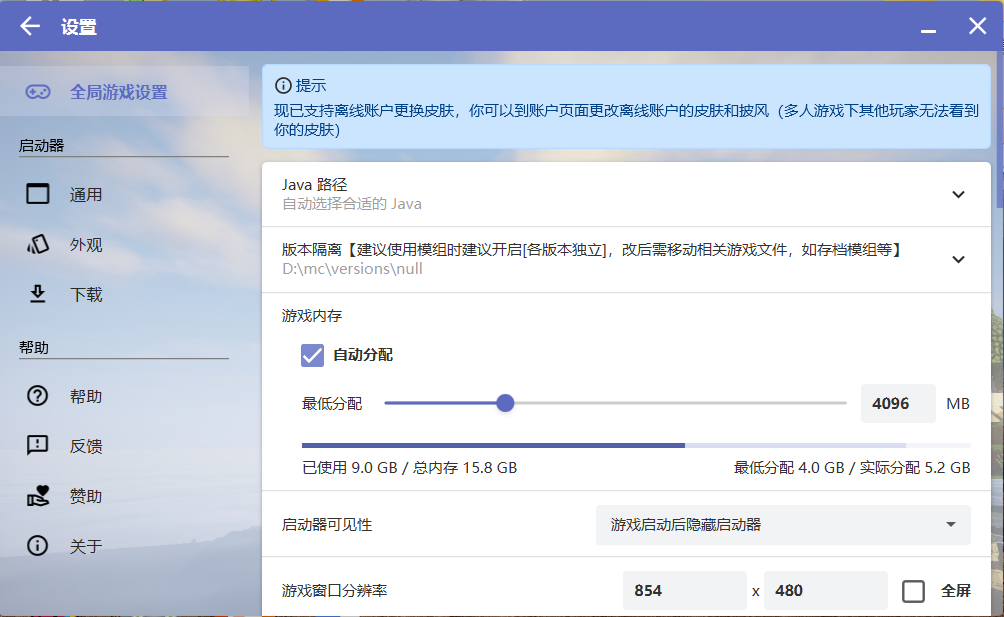 设置
全局游戏设置
启动器
通用
外观
下载
帮助
帮助
反馈
赞助
关于
提示
现已支持离线账户更换皮肤，你可以到账户页面更改离线账户的皮肤和披风（多人游戏下其他玩家无法看到
你的皮肤）
Java 路径
自动选择合适的 Java
版本隔离【建议使用模组时建议开启[各版本独立]，改后需移动相关游戏文件，如存档模组等】
D:\mc\versions\null
游戏内存
自动分配
最低分配 4096 MB
已使用 9.0 GB / 总内存 15.8 GB 最低分配 4.0 GB / 实际分配 5.2 GB
启动器可见性 游戏启动后隐藏启动器
游戏窗口分辨率 854 x 480 全屏